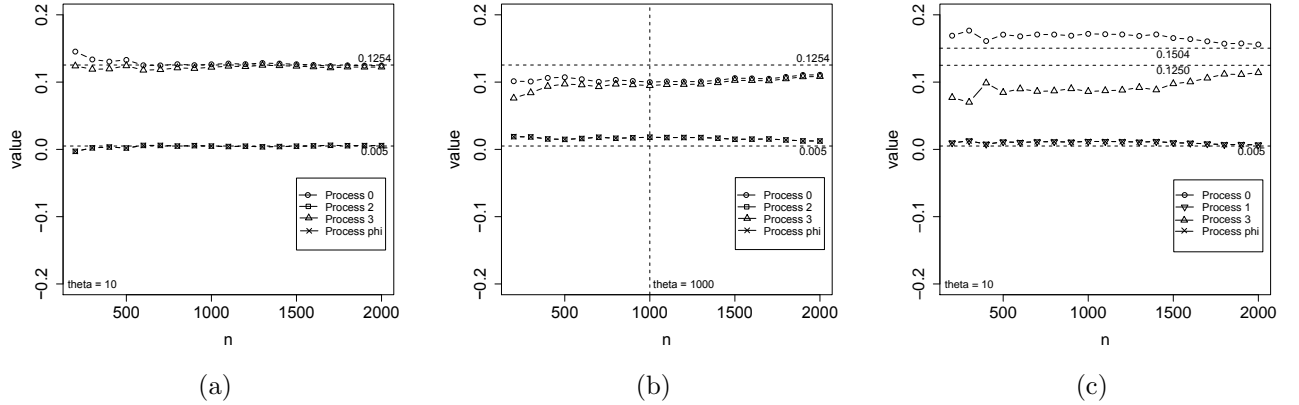 0.2
0.1
0.0
−0.1
−0.2
value
0.1254
0.005
Process 0
Process 2
Process 3
Process phi
theta = 10
500
1000
1500
2000
n
(a)
0.2
0.1
0.0
−0.1
−0.2
value
0.1254
0.005
Process 0
Process 2
Process 3
Process phi
theta = 1000
500
1000
1500
2000
n
(b)
0.2
0.1
0.0
−0.1
−0.2
value
0.1504
0.1250
0.005
Process 0
Process 1
Process 3
Process phi
theta = 10
500
1000
1500
2000
n
(c)